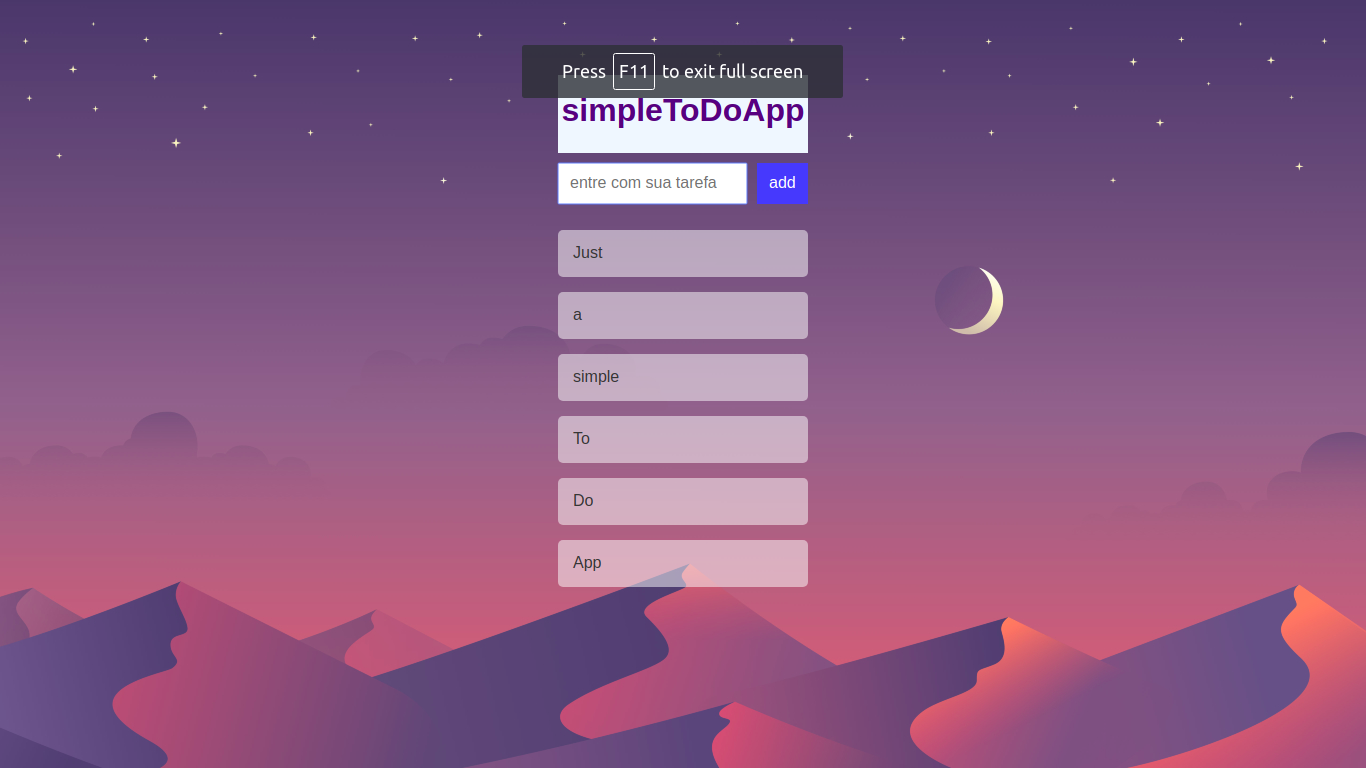 Press F11 to exit full screen
simpleToDoApp
entre com sua tarefa add
Just
a
simple
To
Do
App